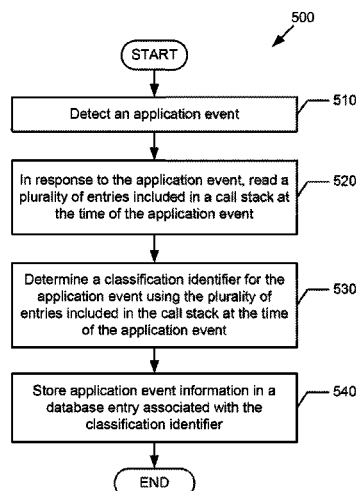 500
START
Detect an application event
510
In response to the application event, read a
plurality of entries included in a call stack at
the time of the application event
520
Determine a classification identifier for the
application event using the plurality of
entries included in the call stack at the time
of the application event
530
Store application event information in a
database entry associated with the
classification identifier
540
END